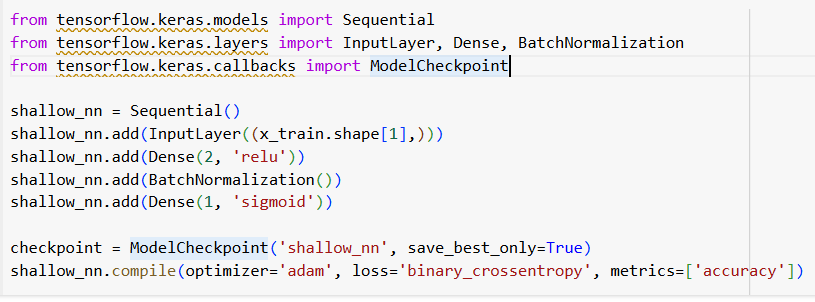 from tensorflow.keras.models import Sequential
from tensorflow.keras.layers import InputLayer, Dense, BatchNormalization
from tensorflow.keras.callbacks import ModelCheckpoint
shallow_nn = Sequential()
shallow_nn.add(InputLayer((x_train.shape[1],)))
shallow_nn.add(Dense(2, 'relu'))
shallow_nn.add(BatchNormalization())
shallow_nn.add(Dense(1, 'sigmoid'))
checkpoint = ModelCheckpoint('shallow_nn', save_best_only=True)
shallow_nn.compile(optimizer='adam', loss='binary_crossentropy', metrics=['accuracy'])